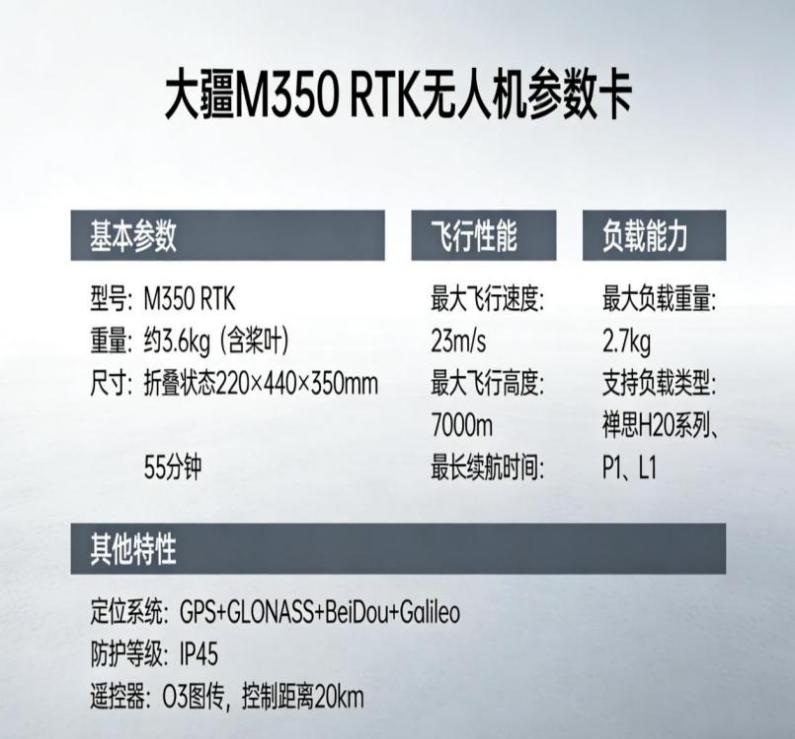 大疆M350 RTK无人机参数卡
基本参数
型号: M350 RTK
重量: 约3.6kg (含桨叶)
尺寸: 折叠状态220×440×350mm
55分钟
飞行性能
最大飞行速度:
23m/s
最大飞行高度:
7000m
最长续航时间:
负载能力
最大负载重量:
2.7kg
支持负载类型:
禅思H20系列、
P1、L1
其他特性
定位系统: GPS+GLONASS+BeiDou+Galileo
防护等级: IP45
遥控器: O3图传, 控制距离20km